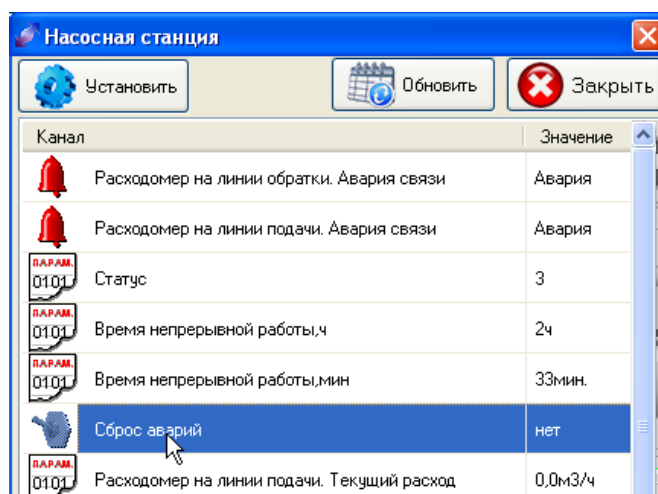 Насосная станция
Установить Обновить Закрыть
Канал Значение
Расходомер на линии обратки. Авария связи Авария
Расходомер на линии подачи. Авария связи Авария
ПАРАМ.
0101 Статус 3
ПАРАМ.
0101 Время непрерывной работы,ч 2ч
ПАРАМ.
0101 Время непрерывной работы,мин 33мин.
Сброс аварий нет
ПАРАМ.
0101 Расходомер на линии подачи. Текущий расход 0,0м3/ч